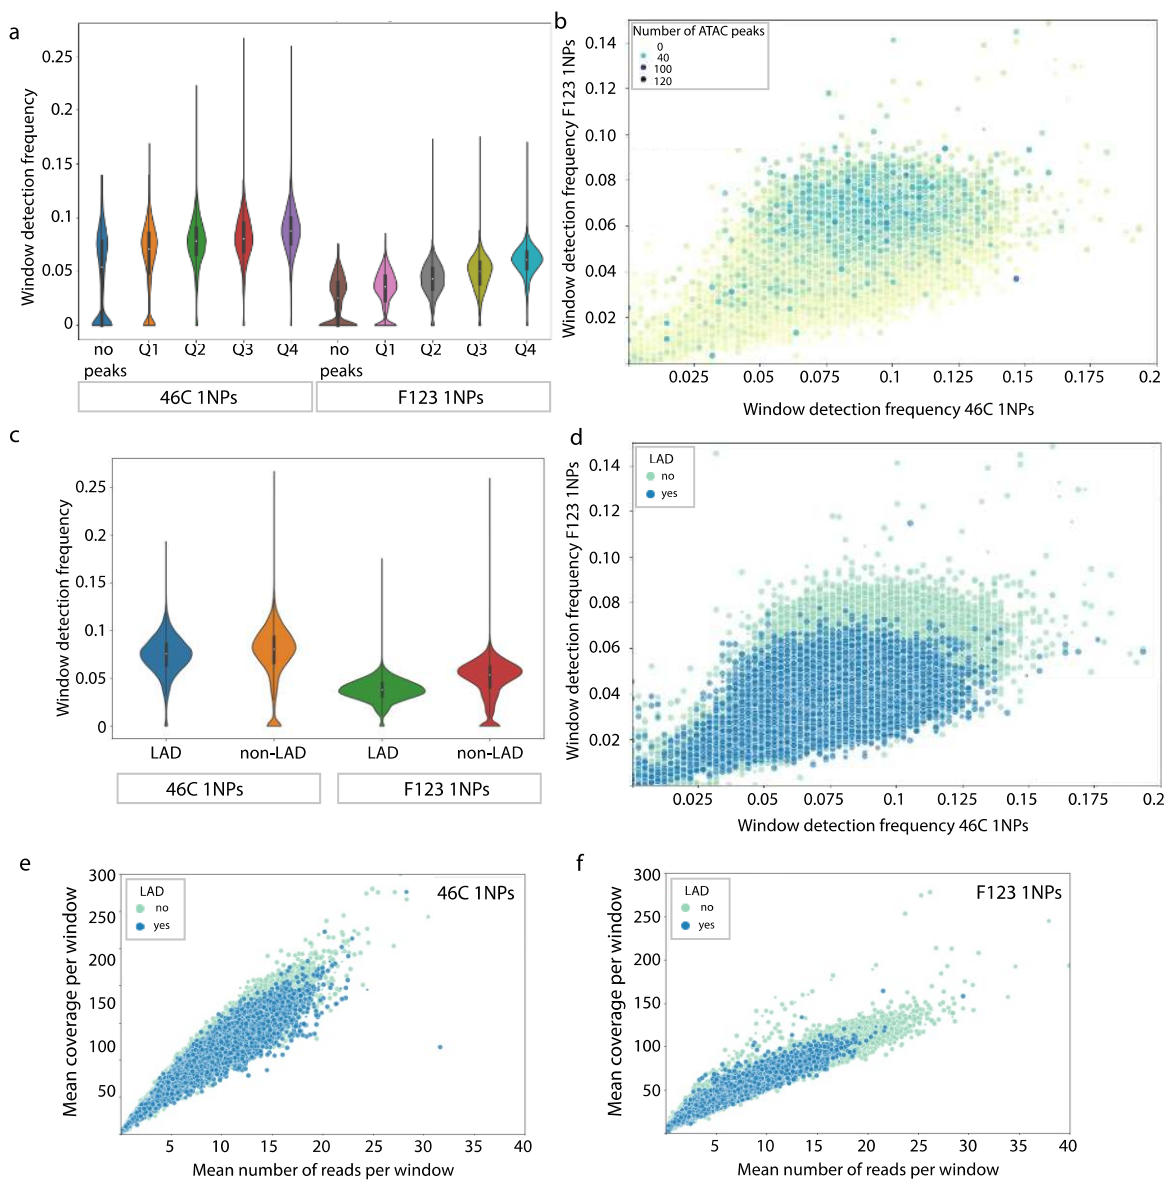 a
Window detection frequency
0.25
0.2
0.15
0.1
0.05
0
no
peaks
Q1
Q2
Q3
Q4
no
peaks
Q1
Q2
Q3
Q4
46C 1NPs
F123 1NPs
b
Window detection frequency F123 1NPs
0.14
0.12
0.10
0.08
0.06
0.04
0.02
Number of ATAC peaks
0
40
100
120
0.025
0.05
0.075
0.1
0.125
0.15
0.175
0.2
Window detection frequency 46C 1NPs
c
Window detection frequency
0.25
0.2
0.15
0.1
0.05
0
LAD
non-LAD
LAD
non-LAD
46C 1NPs
F123 1NPs
d
Window detection frequency F123 1NPs
0.14
0.12
0.10
0.08
0.06
0.04
0.02
LAD
no
yes
0.025
0.05
0.075
0.1
0.125
0.15
0.175
0.2
Window detection frequency 46C 1NPs
e
Mean coverage per window
300
250
200
150
100
50
LAD
no
yes
46C 1NPs
5
10
15
20
25
30
35
40
Mean number of reads per window
f
Mean coverage per window
300
250
200
150
100
50
LAD
no
yes
F123 1NPs
5
10
15
20
25
30
35
40
Mean number of reads per window